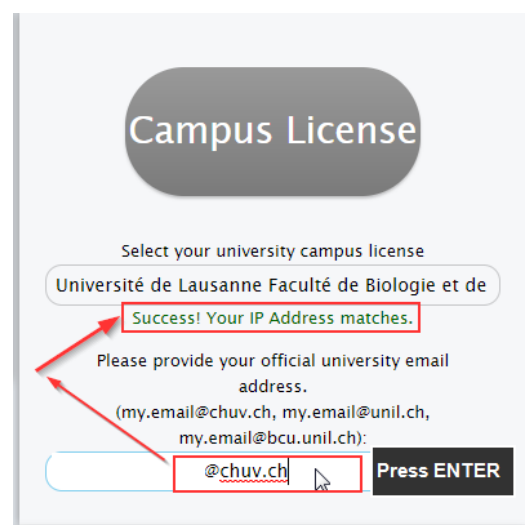 Campus License
Select your university campus license
Université de Lausanne Faculté de Biologie et de
Success! Your IP Address matches.
Please provide your official university email
address.
(my.email@chuv.ch, my.email@unil.ch,
my.email@bcu.unil.ch):
@chuv.ch
Press ENTER